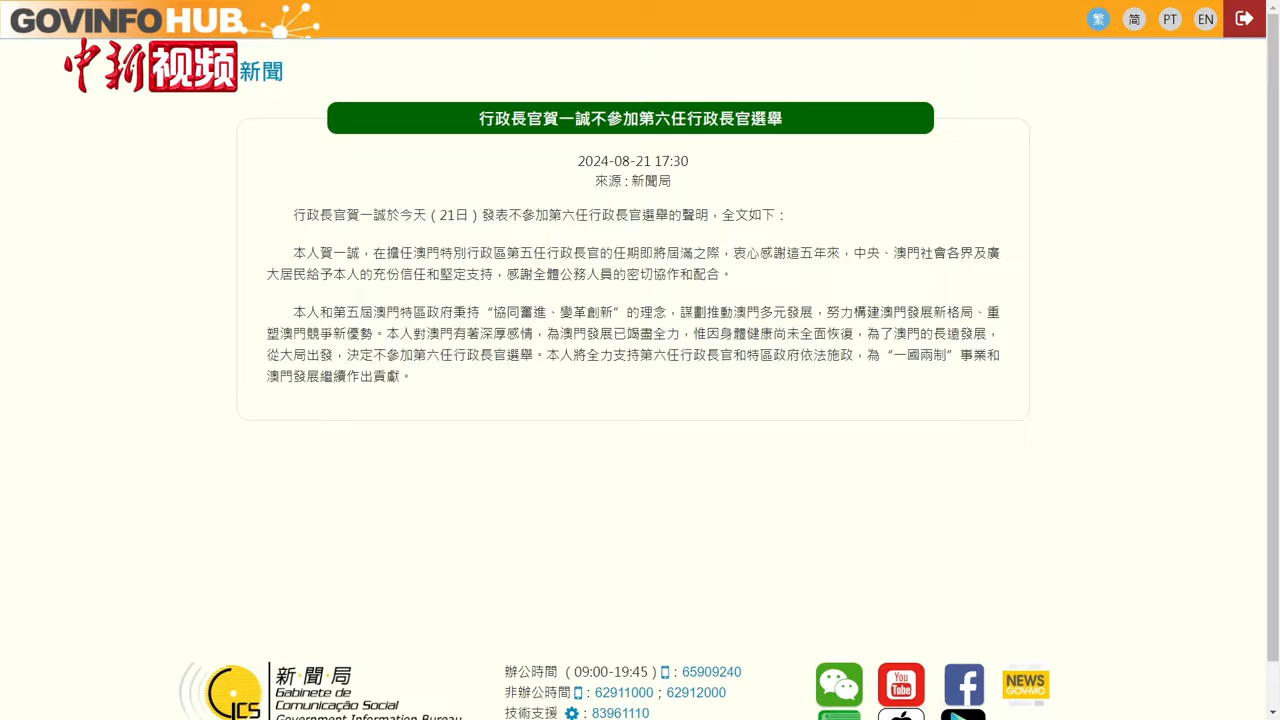 GOVINFO HUB
繁 简 PT EN
中新视频新聞
行政長官賀一誠不參加第六任行政長官選舉
2024-08-21 17:30
來源 : 新聞局
行政長官賀一誠於今天（21日）發表不參加第六任行政長官選舉的聲明，全文如下：
本人賀一誠，在擔任澳門特別行政區第五任行政長官的任期即將屆滿之際，衷心感謝這五年來，中央、澳門社會各界及廣
大居民給予本人的充份信任和堅定支持，感謝全體公務人員的密切協作和配合。
本人和第五屆澳門特區政府秉持“協同奮進、變革創新”的理念，謀劃推動澳門多元發展，努力構建澳門發展新格局、重
塑澳門競爭新優勢。本人對澳門有著深厚感情，為澳門發展已竭盡全力，惟因身體健康尚未全面恢復，為了澳門的長遠發展，
從大局出發，決定不參加第六任行政長官選舉。本人將全力支持第六任行政長官和特區政府依法施政，為“一國兩制”事業和
澳門發展繼續作出貢獻。
GCS
新聞局
Gabinete de
Comunicação Social
Government Information Bureau
辦公時間（09:00-19:45）：65909240
非辦公時間：62911000；62912000
技術支援：83961110
You
Tube
NEWS
GOV.MO